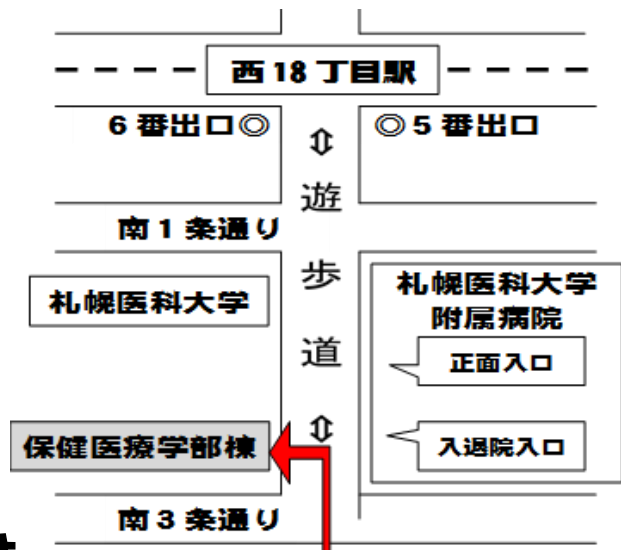 西18丁目駅
6番出口◎
◎5番出口
遊歩道
南1条通り
札幌医科大学
札幌医科大学
附属病院
正面入口
入退院入口
保健医療学部棟
南3条通り